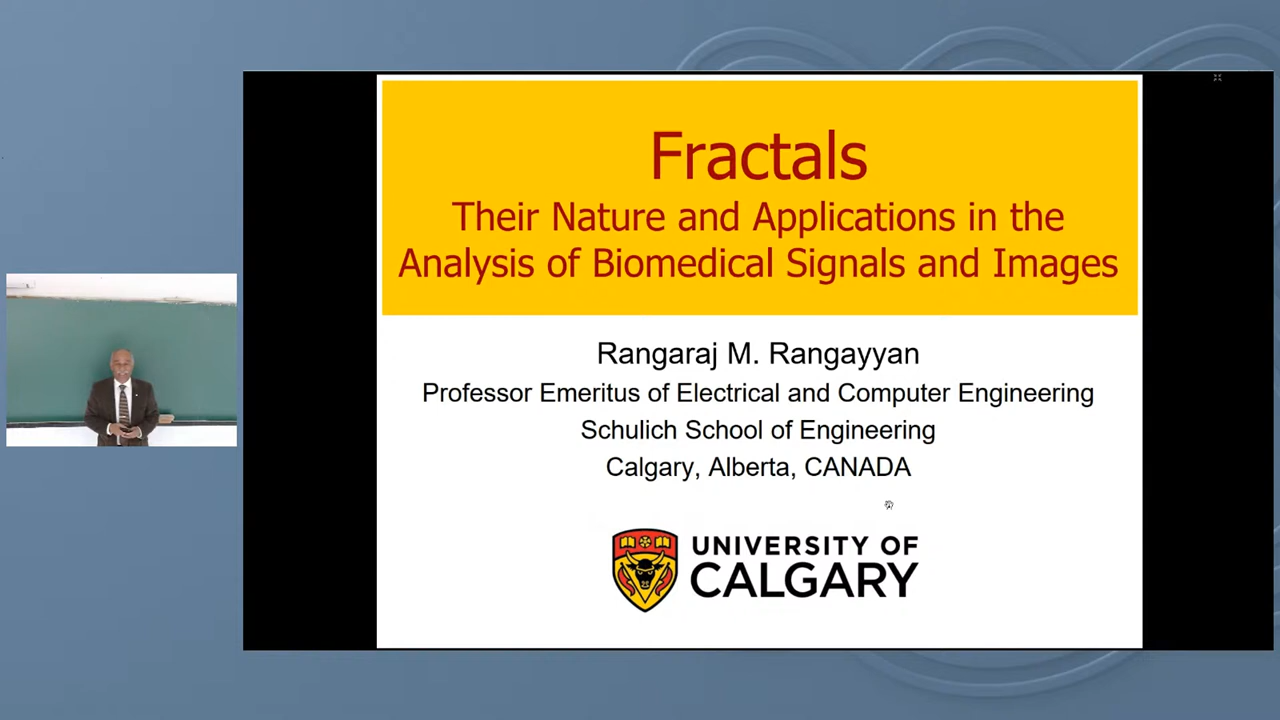 Fractals
Their Nature and Applications in the
Analysis of Biomedical Signals and Images
Rangaraj M. Rangayyan
Professor Emeritus of Electrical and Computer Engineering
Schulich School of Engineering
Calgary, Alberta, CANADA
UNIVERSITY OF
CALGARY